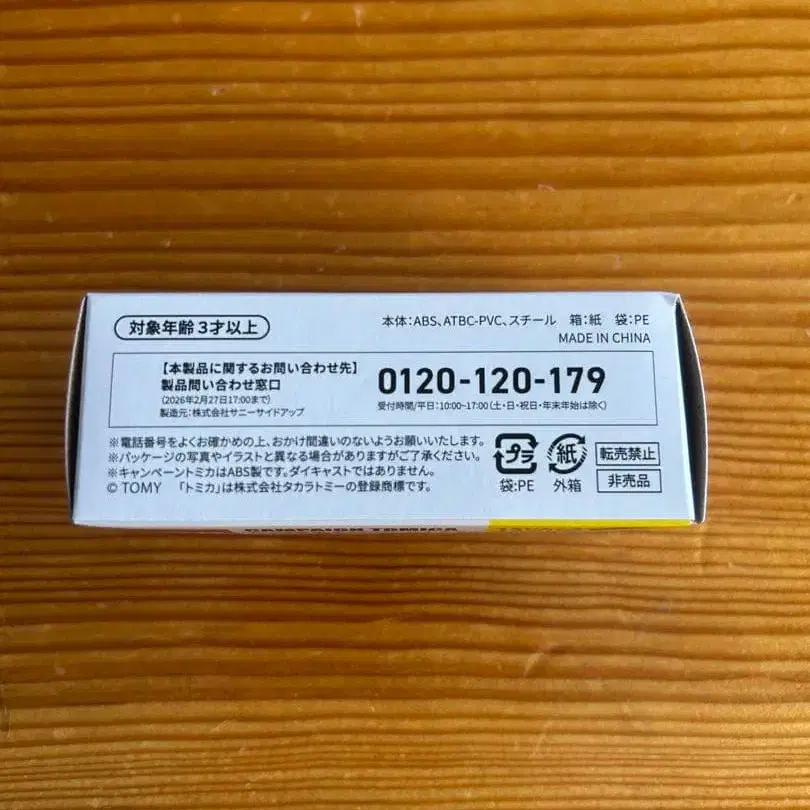 対象年齢3才以上
本体:ABS、ATBC-PVC、スチール 箱:紙 袋:PE
MADE IN CHINA
【本製品に関するお問い合わせ先】
製品問い合わせ窓口
(2026年2月27日17:00まで)
製造元:株式会社サニーサイドアップ
0120-120-179
受付時間/平日:10:00~17:00(土・日・祝日・年末年始は除く)
※電話番号をよくお確かめの上、おかけ間違いのないようお願いいたします。
※パッケージの写真やイラストと異なる場合がありますがご了承ください。
※キャンペーントミカはABS製です。ダイキャストではありません。
© TOMY 「トミカ」は株式会社タカラトミーの登録商標です。
プラ
袋:PE
紙
外箱
転売禁止
非売品